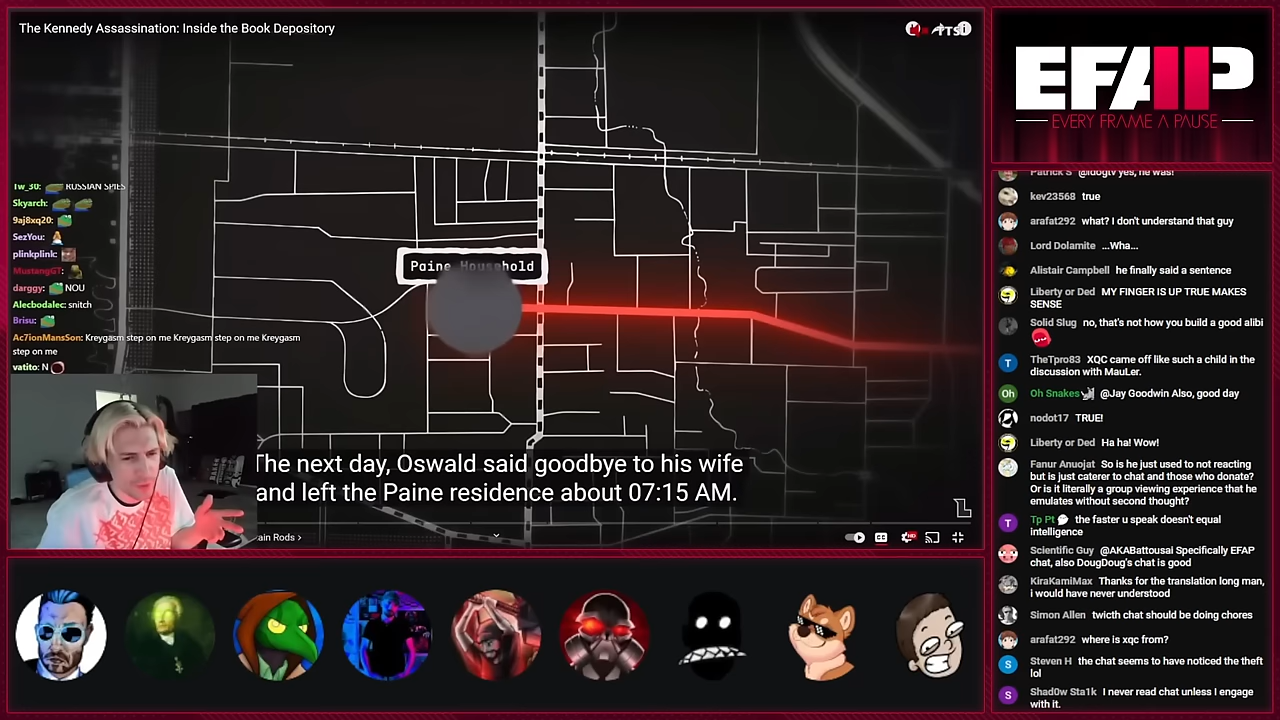 The Kennedy Assassination: Inside the Book Depository
EFAP
EVERY FRAME A PAUSE
Tw_30: RUSSIAN SPIES
Skyarch:
9aj8xq20:
SezYou:
plinkplinlc
MustangGT:
darggy: NOU
Alecbodalec: snitch
Brisu:
Ac7ionMansSon: Kreygasm step on me Kreygasm step on me Kreygasm
step on me
vatito: N
Paine Household
The next day, Oswald said goodbye to his wife
and left the Paine residence about 07:15 AM.
ain Rods ›
CC
HD
Patrick S @idogtv yes, he was!
kev23568 true
arafat292 what? I don't understand that guy
Lord Dolamite ...Wha...
Alistair Campbell he finally said a sentence
Liberty or Ded MY FINGER IS UP TRUE MAKES
SENSE
Solid Slug no, that's not how you build a good alibi
TheTpro83 XQC came off like such a child in the
discussion with MauLer.
Oh
Oh Snakes @Jay Goodwin Also, good day
nodot17 TRUE!
Liberty or Ded Ha ha! Wow!
Fanur Anuojat So is he just used to not reacting
but is just caterer to chat and those who donate?
Or is it literally a group viewing experience that he
emulates without second thought?
Tp Pt the faster u speak doesn't equal
intelligence
Scientific Guy @AKABattousai Specifically EFAP
chat, also DougDoug's chat is good
KiraKamiMax Thanks for the translation long man,
i would have never understood
Simon Allen twicth chat should be doing chores
arafat292 where is xqc from?
Steven H the chat seems to have noticed the theft
lol
Shad0w Sta1k I never read chat unless I engage
with it.